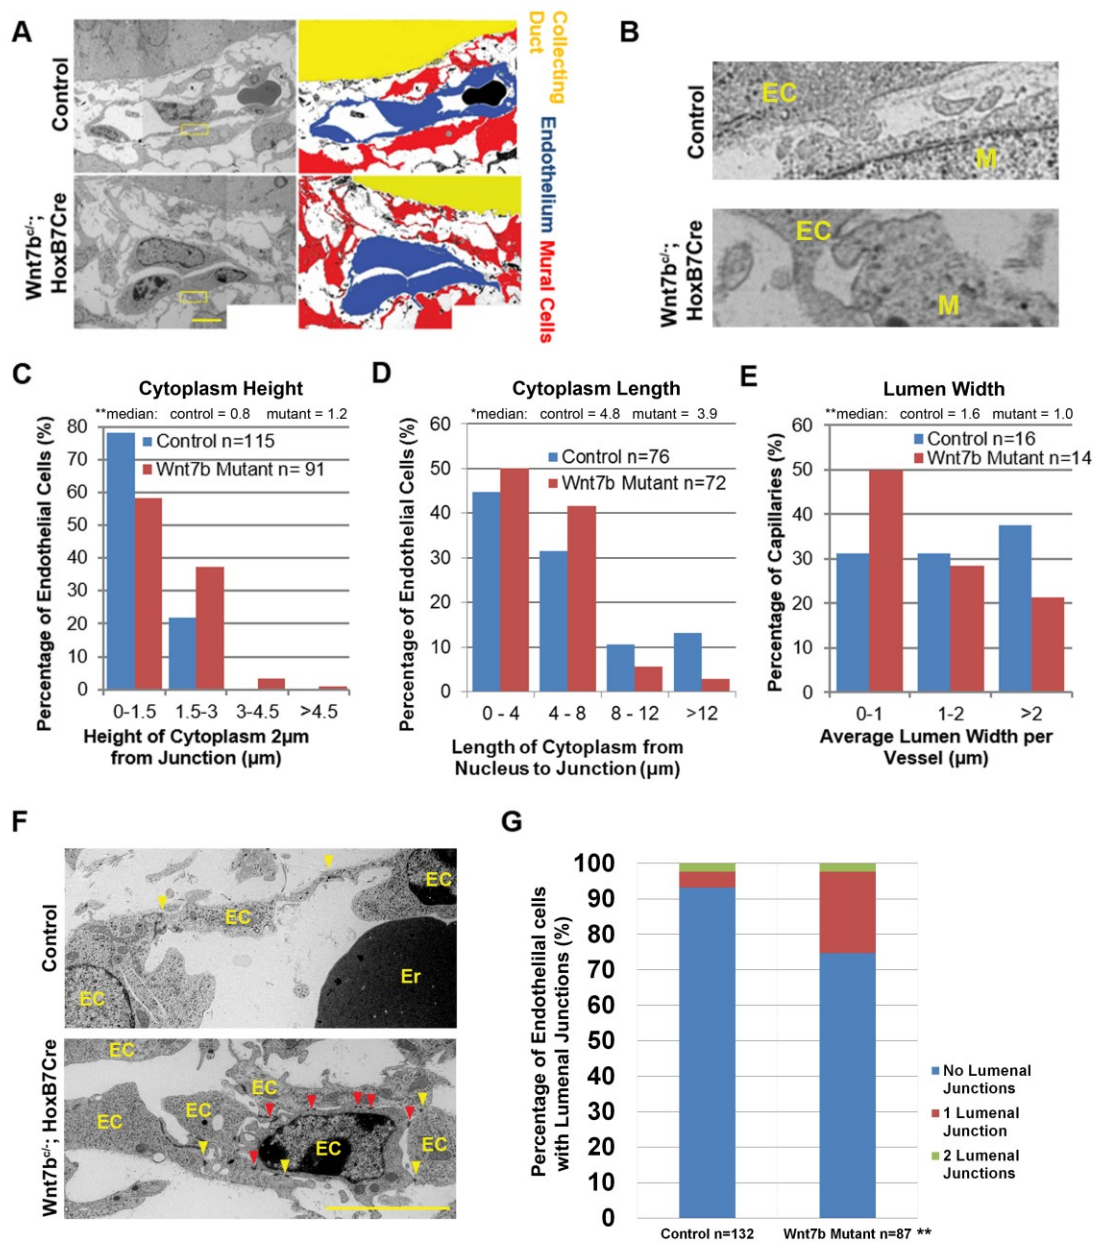 A
Control
Wnt7bc/-;
HoxB7Cre
Collecting
Duct
Endothelium
Mural Cells
B
Control
EC
M
Wnt7bc/-;
HoxB7Cre
EC
M
C
Cytoplasm Height
**median: control = 0.8 mutant = 1.2
Control n=115
Wnt7b Mutant n= 91
Percentage of Endothelial Cells (%)
80
70
60
50
40
30
20
10
0
0-1.5 1.5-3 3-4.5 >4.5
Height of Cytoplasm 2µm
from Junction (µm)
D
Cytoplasm Length
*median: control = 4.8 mutant = 3.9
Control n=76
Wnt7b Mutant n=72
Percentage of Endothelial Cells (%)
60
50
40
30
20
10
0
0 - 4 4 - 8 8 - 12 >12
Length of Cytoplasm from
Nucleus to Junction (µm)
E
Lumen Width
**median: control = 1.6 mutant = 1.0
Control n=16
Wnt7b Mutant n=14
Percentage of Capillaries (%)
60
50
40
30
20
10
0
0-1 1-2 >2
Average Lumen Width per
Vessel (µm)
F
Control
EC
EC
EC
Er
Wnt7bc/-; HoxB7Cre
EC
EC
EC
EC
EC
EC
G
Percentage of Endothelilal cells
with Lumenal Junctions (%)
100
90
80
70
60
50
40
30
20
10
0
Control n=132
Wnt7b Mutant n=87 **
No Lumenal
Junctions
1 Lumenal
Junction
2 Lumenal
Junctions